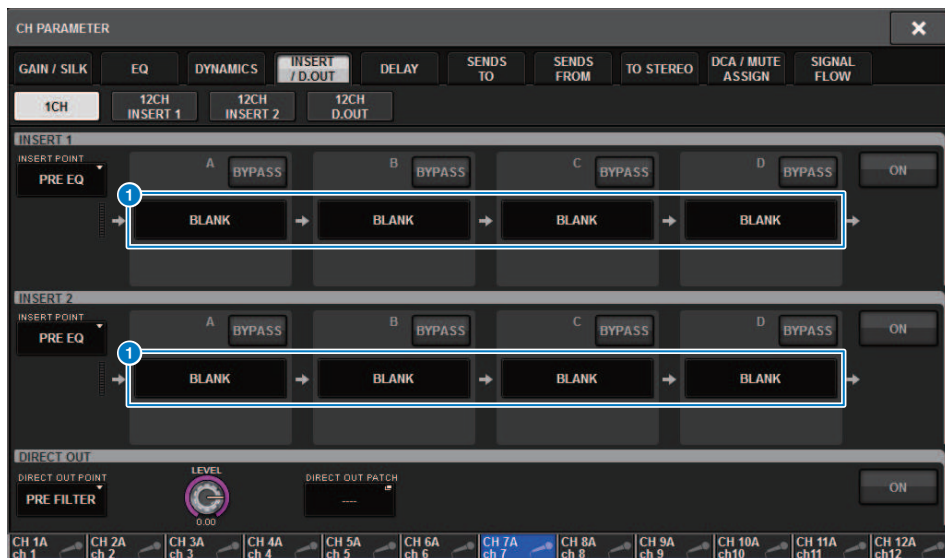 CH PARAMETER
GAIN / SILK EQ DYNAMICS INSERT / D.OUT DELAY SENDS TO SENDS FROM TO STEREO DCA / MUTE ASSIGN SIGNAL FLOW
1CH 12CH INSERT 1 12CH INSERT 2 12CH D.OUT
INSERT 1
INSERT POINT
PRE EQ
A BYPASS B BYPASS C BYPASS D BYPASS ON
1
BLANK BLANK BLANK BLANK
INSERT 2
INSERT POINT
PRE EQ
A BYPASS B BYPASS C BYPASS D BYPASS ON
1
BLANK BLANK BLANK BLANK
DIRECT OUT
DIRECT OUT POINT LEVEL DIRECT OUT PATCH
PRE FILTER ---- ON
0.00
CH 1A CH 2A CH 3A CH 4A CH 5A CH 6A CH 7A CH 8A CH 9A CH 10A CH 11A CH 12A
ch 1 ch 2 ch 3 ch 4 ch 5 ch 6 ch 7 ch 8 ch 9 ch10 ch11 ch12